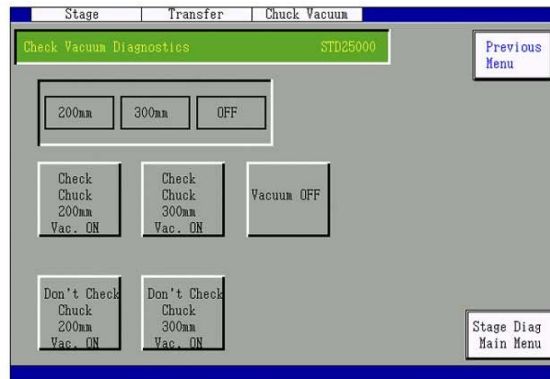 Stage Transfer Chuck Vacuum
Check Vacuum Diagnostics STD25000
Previous
Menu
200mm 300mm OFF
Check
Chuck
200mm
Vac. ON
Check
Chuck
300mm
Vac. ON
Vacuum OFF
Don't Check
Chuck
200mm
Vac. ON
Don't Check
Chuck
300mm
Vac. ON
Stage Diag
Main Menu